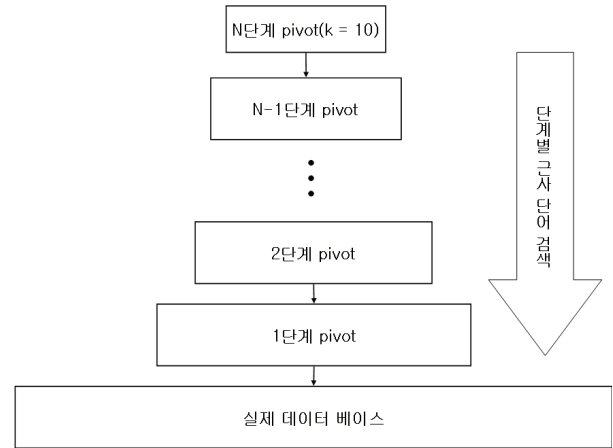 N단계 pivot(k = 10)
N-1단계 pivot
2단계 pivot
1단계 pivot
실제 데이터 베이스
단계별 근사 단어 검색